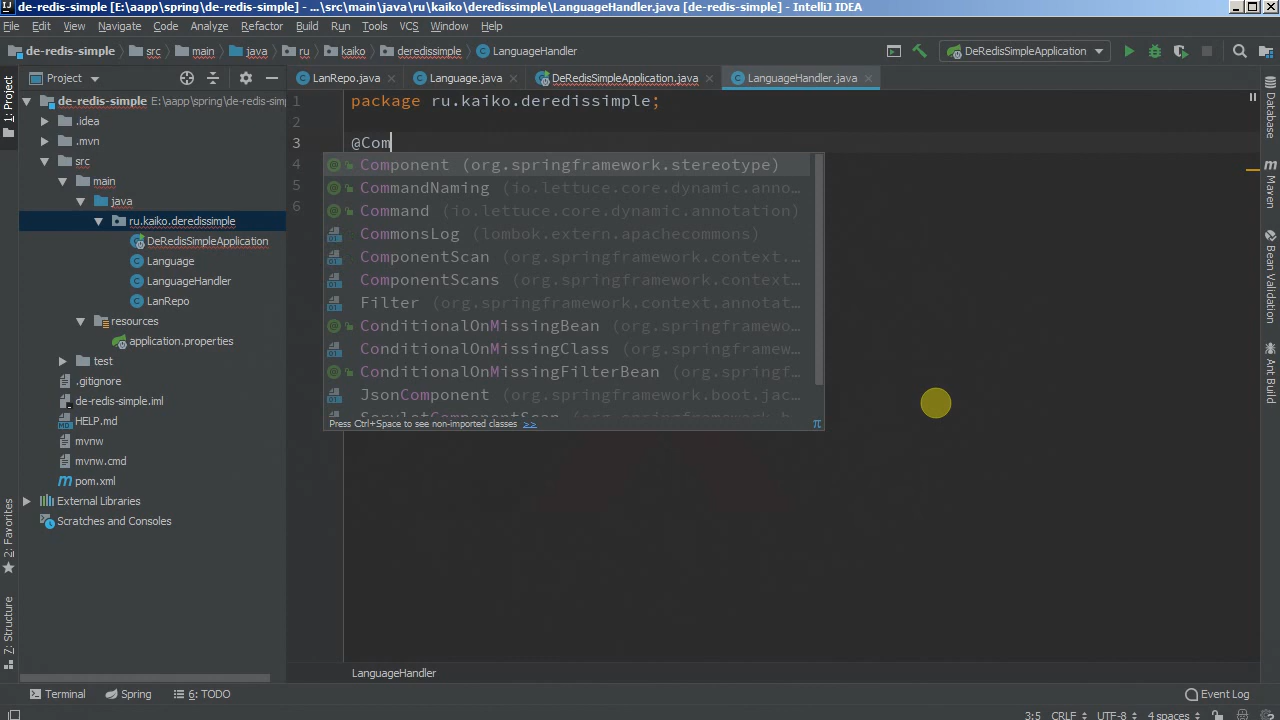 de-redis-simple [E:\aapp\spring\de-redis-simple] - ...\src\main\java\ru\kaiko\deredissimple\LanguageHandler.java [de-redis-simple] - IntelliJ IDEA
File Edit View Navigate Code Analyze Refactor Build Run Tools VCS Window Help
de-redis-simple src main java ru kaiko deredissimple LanguageHandler
DeRedisSimpleApplication
Project
LanRepo.java Language.java DeRedisSimpleApplication.java LanguageHandler.java
1: Project
2: Favorites
Z: Structure
de-redis-simple E:\aapp\spring\de-redis-simp
.idea
.mvn
src
main
java
ru.kaiko.deredissimple
DeRedisSimpleApplication
Language
LanguageHandler
LanRepo
resources
application.properties
test
.gitignore
de-redis-simple.iml
HELP.md
mvnw
mvnw.cmd
pom.xml
External Libraries
Scratches and Consoles
1 package ru.kaiko.deredissimple;
2
3 @Com
4
5
6
Component (org.springframework.stereotype)
CommandNaming (io.lettuce.core.dynamic.anno…
Command (io.lettuce.core.dynamic.annotation)
CommonsLog (lombok.extern.apachecommons)
ComponentScan (org.springframework.context.…
ComponentScans (org.springframework.context…
Filter (org.springframework.context.annotat…
ConditionalOnMissingBean (org.springframewo…
ConditionalOnMissingClass (org.springframew…
ConditionalOnMissingFilterBean (org.springf…
JsonComponent (org.springframework.boot.jac…
ServletComponentScan (org.springframework.b…
Press Ctrl+Space to see non-imported classes >> π
LanguageHandler
Database
Maven
Bean Validation
Ant Build
Terminal Spring 6: TODO Event Log
3:5 CRLF UTF-8 4 spaces